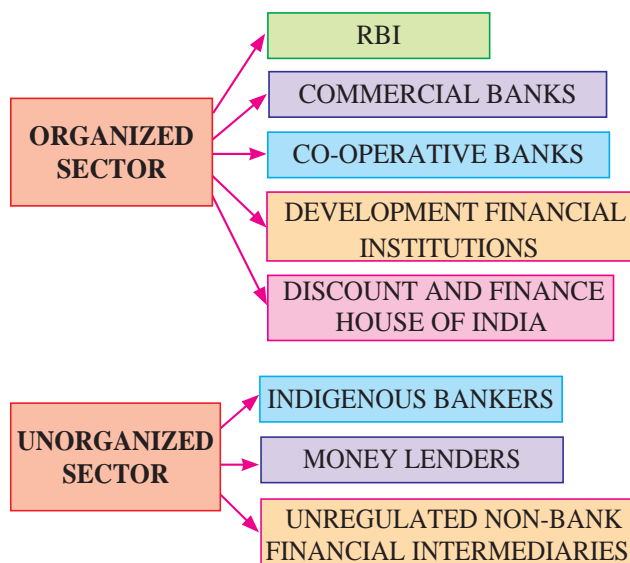 RBI
COMMERCIAL BANKS
ORGANIZED
SECTOR
CO-OPERATIVE BANKS
DEVELOPMENT FINANCIAL
INSTITUTIONS
DISCOUNT AND FINANCE
HOUSE OF INDIA
INDIGENOUS BANKERS
UNORGANIZED
SECTOR
MONEY LENDERS
UNREGULATED NON-BANK
FINANCIAL INTERMEDIARIES